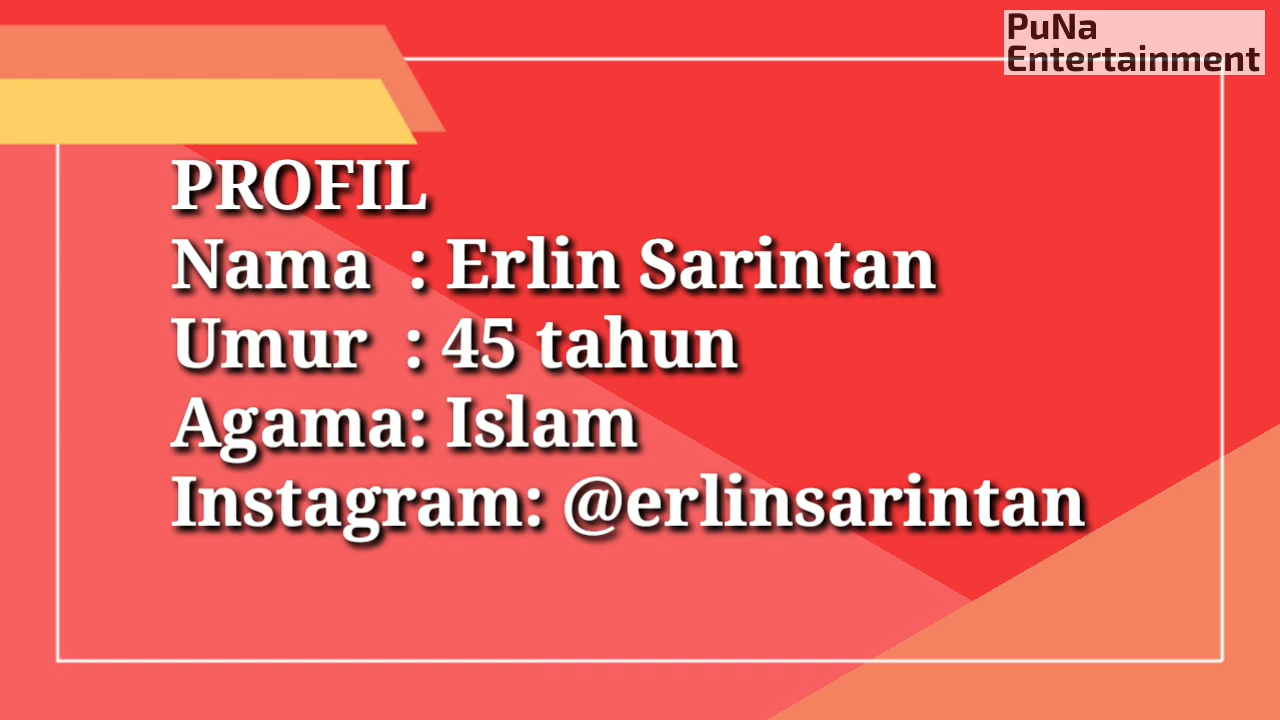 PuNa
Entertainment
PROFIL
Nama : Erlin Sarintan
Umur : 45 tahun
Agama: Islam
Instagram: @erlinsarintan